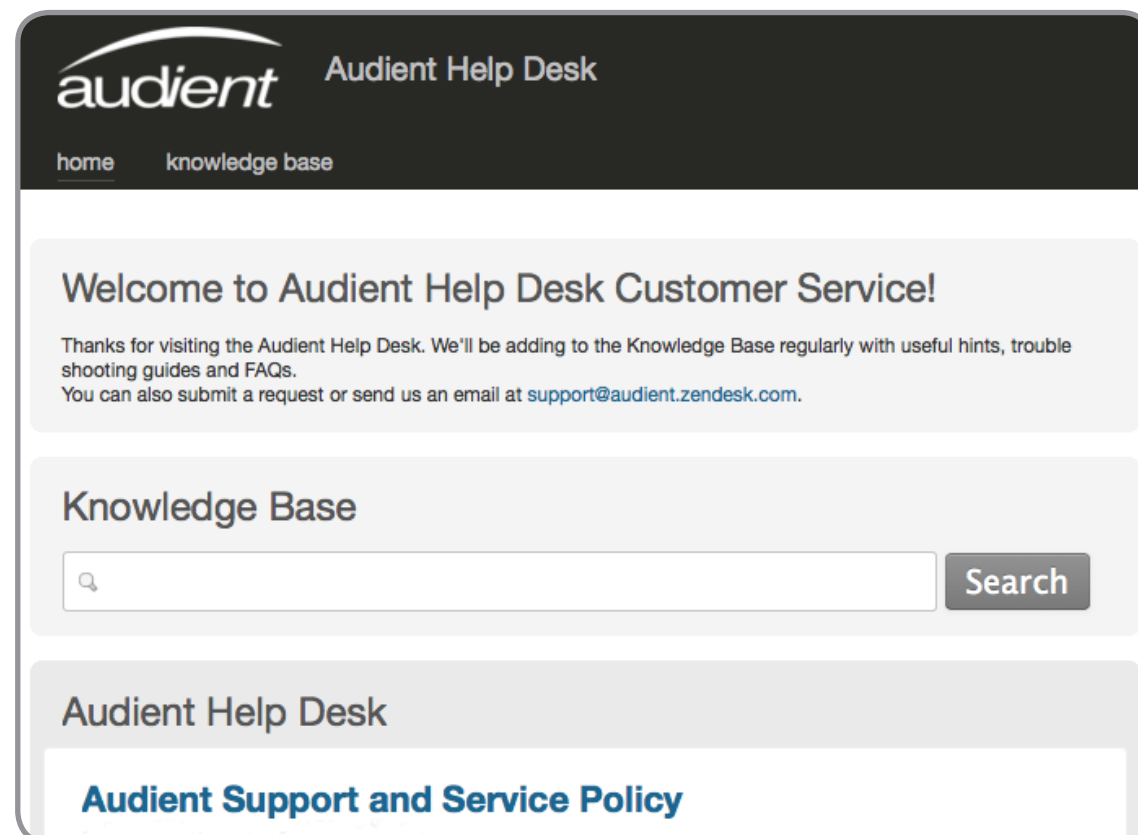 audient
Audient Help Desk
home knowledge base
Welcome to Audient Help Desk Customer Service!
Thanks for visiting the Audient Help Desk. We'll be adding to the Knowledge Base regularly with useful hints, trouble
shooting guides and FAQs.
You can also submit a request or send us an email at support@audient.zendesk.com.
Knowledge Base
Search
Audient Help Desk
Audient Support and Service Policy